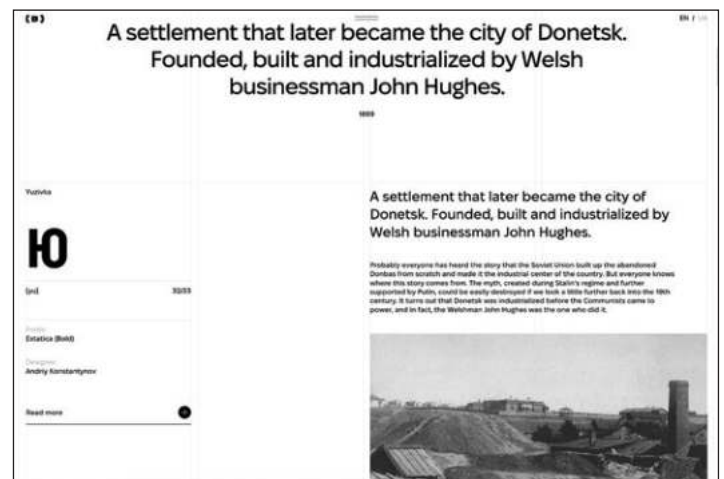 A settlement that later became the city of Donetsk.
Founded, built and industrialized by Welsh
businessman John Hughes.
EN / UA
1869
Yuzivka
Ю
[ju]
32/33
Estatica (Bold)
Designer
Andriy Konstantynov
Read more
A settlement that later became the city of
Donetsk. Founded, built and industrialized by
Welsh businessman John Hughes.
Probably everyone has heard the story that the Soviet Union built up the abandoned
Donbas from scratch and made it the industrial center of the country. But everyone knows
where this story comes from. The myth, created during Stalin's regime and further
supported by Putin, could be easily destroyed if we look a little further back into the 19th
century. It turns out that Donetsk was industrialized before the Communists came to
power, and in fact, the Welshman John Hughes was the one who did it.